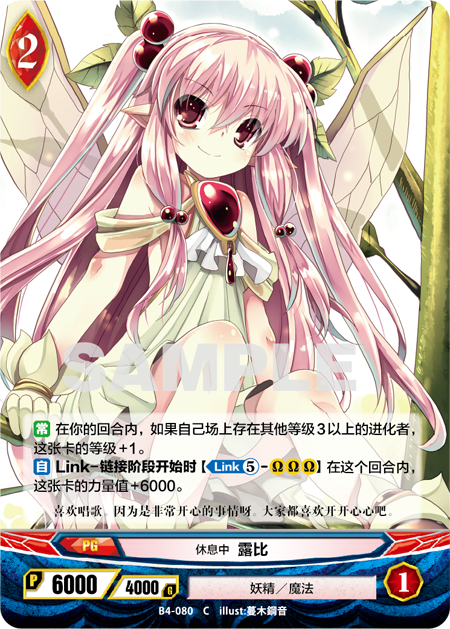 2
SAMPLE
常 在你的回合内，如果自己场上存在其他等级3以上的进化者，
这张卡的等级+1。
自 Link-链接阶段开始时【Link 5-ΩΩΩ】在这个回合内，
这张卡的力量值+6000。
喜欢唱歌。因为是非常开心的事情呀。大家都喜欢开开心心吧。
PG
休息中 露比
P 6000 / 4000 G
妖精／魔法
1
B4-080 C illust:蔓木鋼音